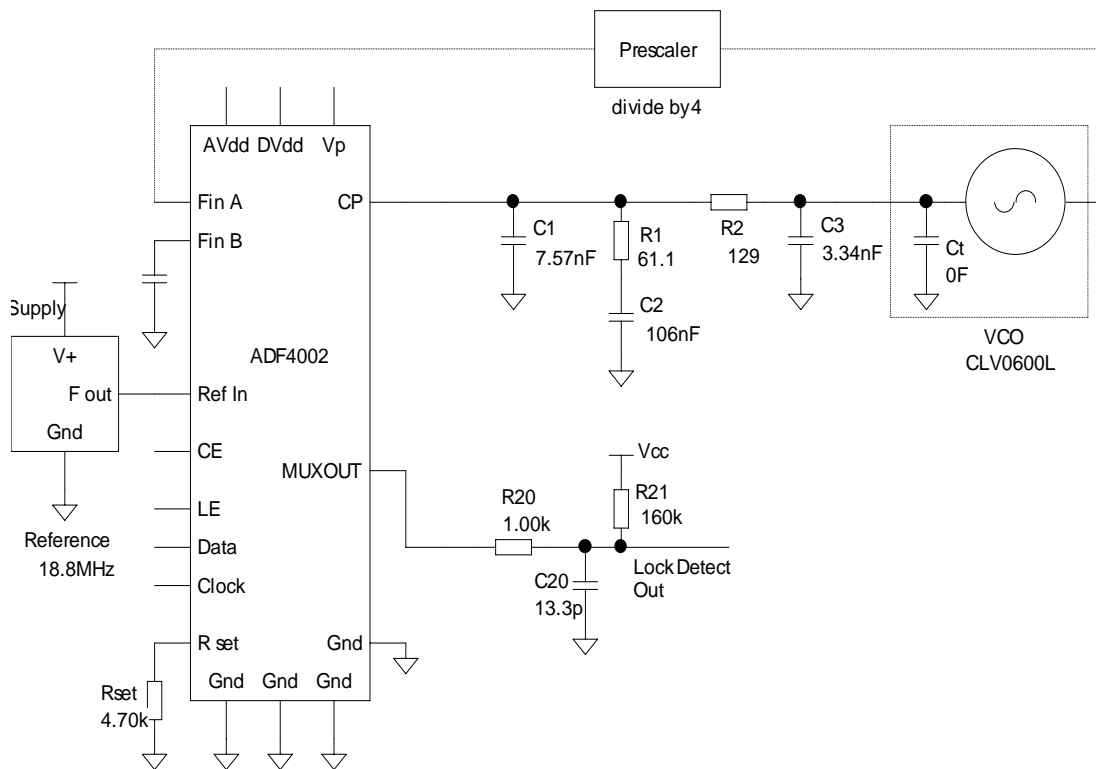 Prescaler
divide by4
AVdd DVdd Vp
Fin A
CP
Fin B
C1
7.57nF
R1
61.1
R2
129
C3
3.34nF
Ct
0F
C2
106nF
VCO
CLV0600L
Supply
V+
F out
Gnd
ADF4002
Ref In
CE
MUXOUT
LE
Reference
18.8MHz
Data
Clock
Vcc
R20
1.00k
R21
160k
C20
13.3p
LockDetect
Out
R set
Gnd
Gnd Gnd Gnd
Rset
4.70k